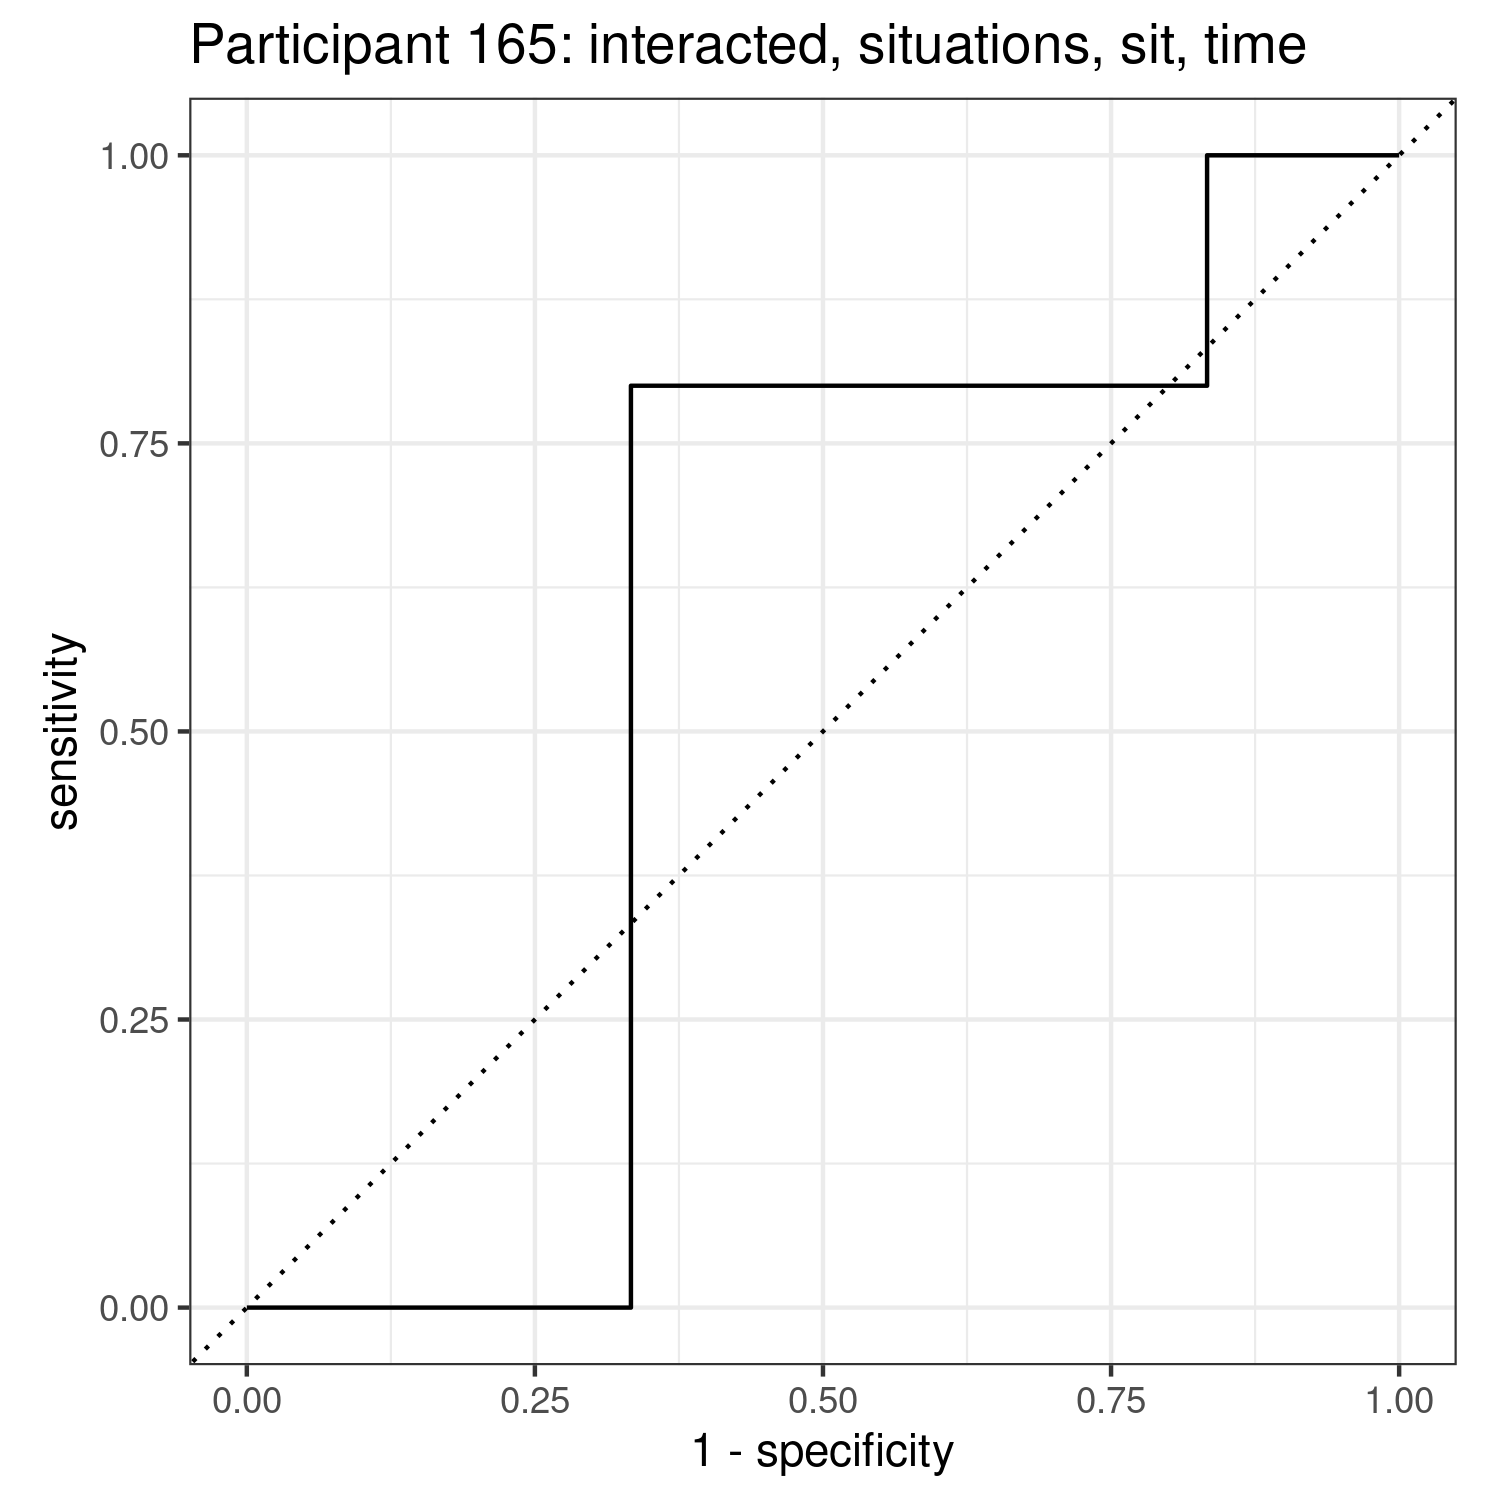 Participant 165: interacted, situations, sit, time
1.00
0.75
0.50
0.25
0.00
sensitivity
0.00 0.25 0.50 0.75 1.00
1 - specificity